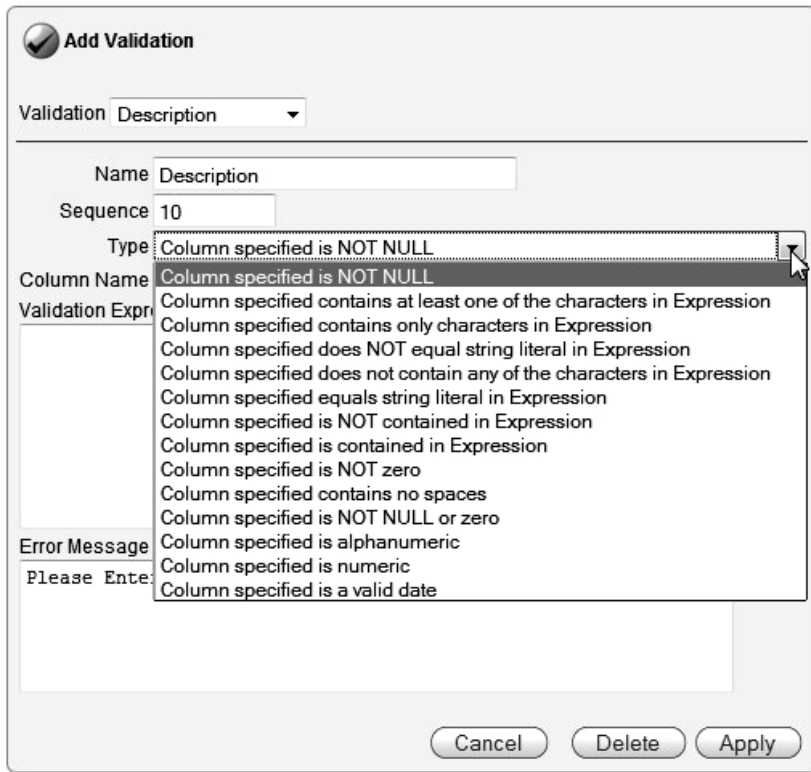 Add Validation
Validation Description
Name Description
Sequence 10
Type Column specified is NOT NULL
Column Name
Column specified is NOT NULL
Column specified contains at least one of the characters in Expression
Validation Expr
Column specified contains only characters in Expression
Column specified does NOT equal string literal in Expression
Column specified does not contain any of the characters in Expression
Column specified equals string literal in Expression
Column specified is NOT contained in Expression
Column specified is contained in Expression
Column specified is NOT zero
Column specified contains no spaces
Column specified is NOT NULL or zero
Error Message
Column specified is alphanumeric
Column specified is numeric
Please Enter
Column specified is a valid date
Cancel Delete Apply